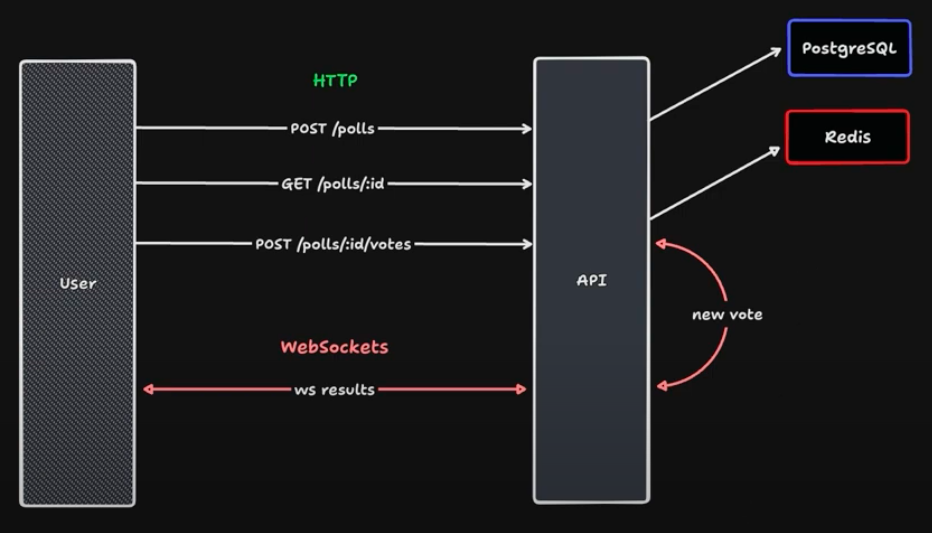 PostgreSQL
HTTP
POST /polls
Redis
GET /polls/:id
POST /polls/:id/votes
User
API
new vote
WebSockets
ws results